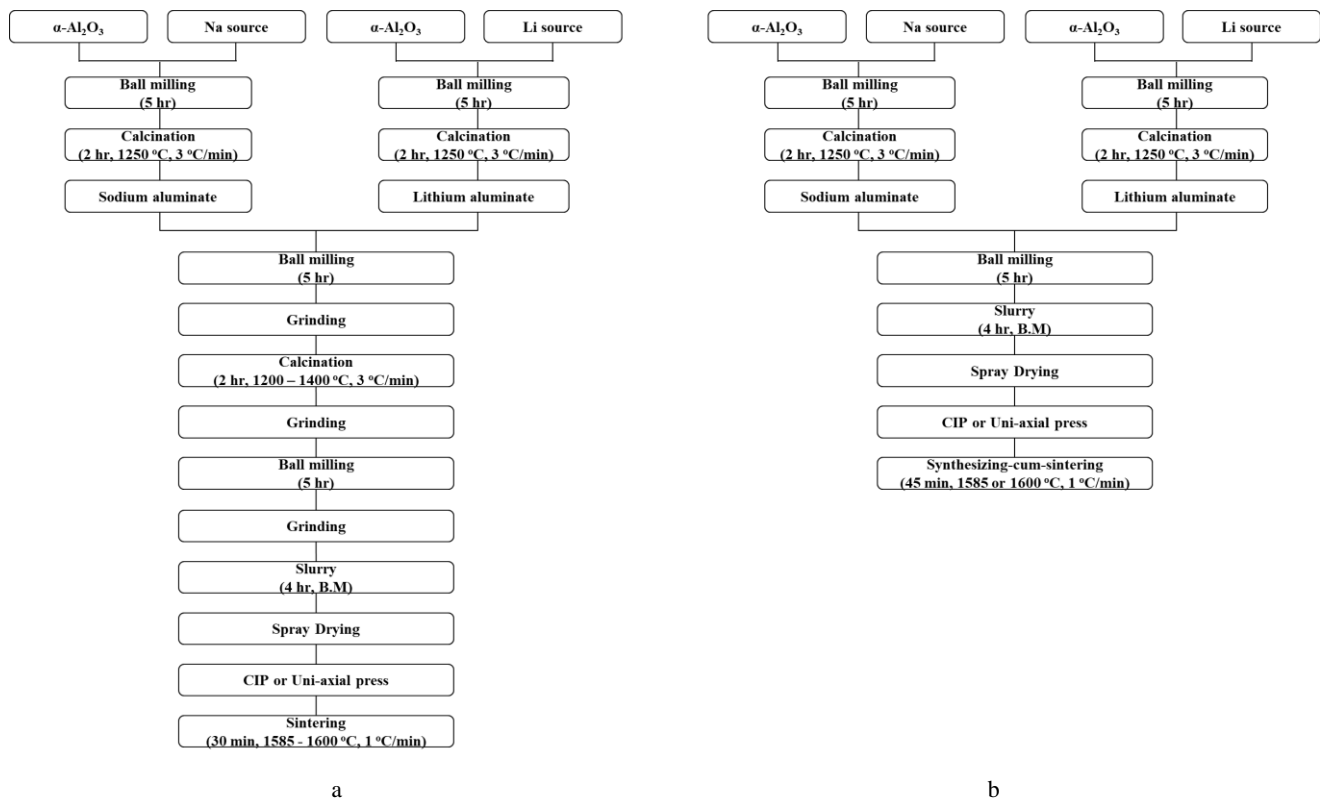 α-Al₂O₃
Na source
α-Al₂O₃
Li source
Ball milling
(5 hr)
Ball milling
(5 hr)
Calcination
(2 hr, 1250 °C, 3 °C/min)
Calcination
(2 hr, 1250 °C, 3 °C/min)
Sodium aluminate
Lithium aluminate
Ball milling
(5 hr)
Grinding
Calcination
(2 hr, 1200 – 1400 °C, 3 °C/min)
Grinding
Ball milling
(5 hr)
Grinding
Slurry
(4 hr, B.M)
Spray Drying
CIP or Uni-axial press
Sintering
(30 min, 1585 - 1600 °C, 1 °C/min)
a
α-Al₂O₃
Na source
α-Al₂O₃
Li source
Ball milling
(5 hr)
Ball milling
(5 hr)
Calcination
(2 hr, 1250 °C, 3 °C/min)
Calcination
(2 hr, 1250 °C, 3 °C/min)
Sodium aluminate
Lithium aluminate
Ball milling
(5 hr)
Slurry
(4 hr, B.M)
Spray Drying
CIP or Uni-axial press
Synthesizing-cum-sintering
(45 min, 1585 or 1600 °C, 1 °C/min)
b